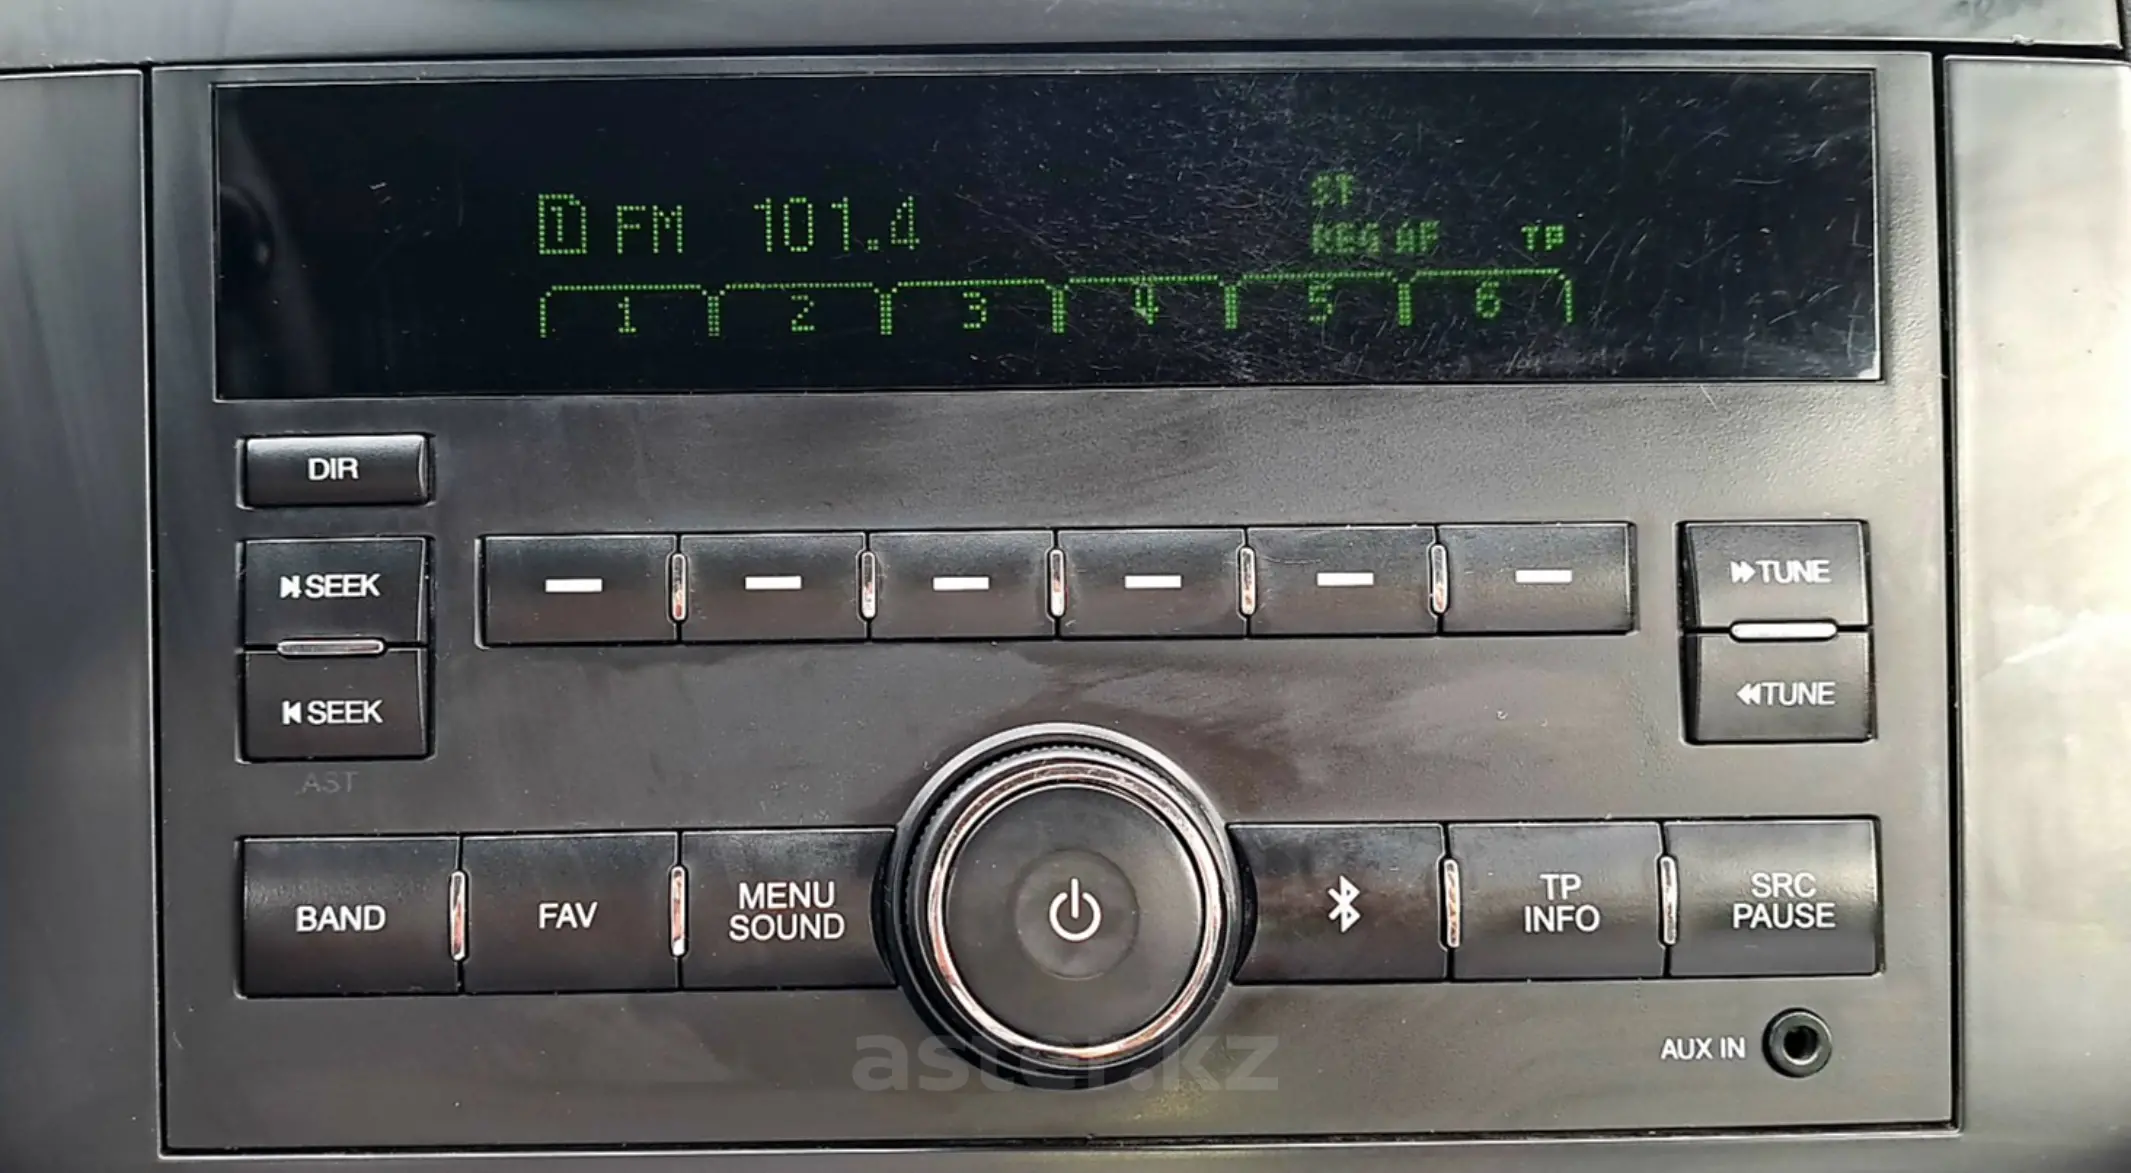 1 FM 101.4
ST
REG AF TP
1 2 3 4 5 6
DIR
SEEK
TUNE
SEEK
TUNE
AST
BAND
FAV
MENU
SOUND
TP
INFO
SRC
PAUSE
AUX IN
aster.kz